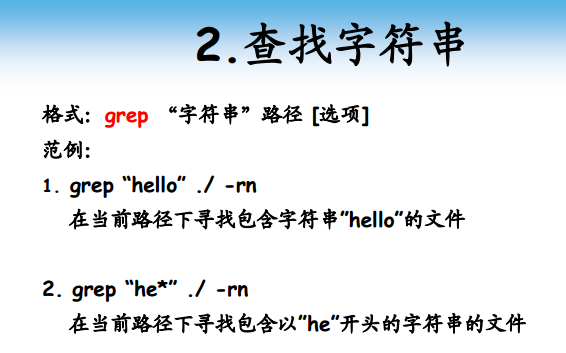 2.查找字符串
格式: grep “字符串”路径 [选项]
范例:
1. grep “hello” ./ -rn
在当前路径下寻找包含字符串”hello”的文件
2. grep “he*” ./ -rn
在当前路径下寻找包含以”he”开头的字符串的文件